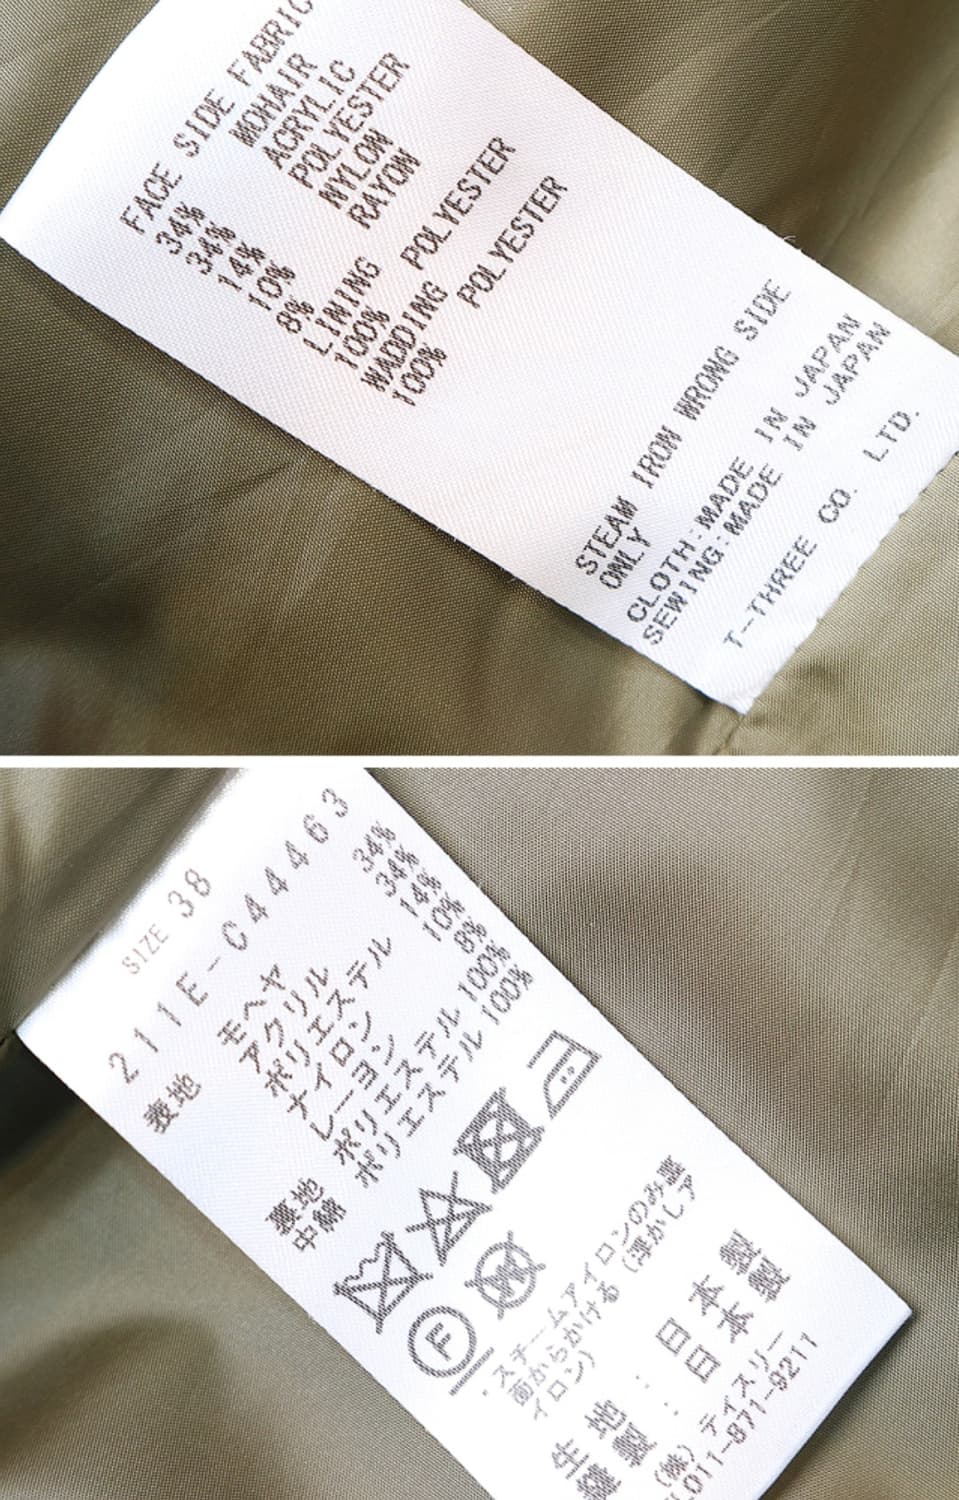 FACE SIDE FABRIC
34% MOHAIR
34% ACRYLIC
14% POLYESTER
10% NYLON
8% RAYON
LINING
100% POLYESTER
WADDING
100% POLYESTER
STEAM IRON WRONG SIDE
ONLY
CLOTH:MADE IN JAPAN
SEWING:MADE IN JAPAN
T-THREE CO. LTD.
SIZE 38
211E-C44463
表地 モヘヤ 34%
アクリル 34%
ポリエステル 14%
ナイロン 10%
レーヨン 8%
裏地 ポリエステル 100%
中綿 ポリエステル 100%
F W
・スチームアイロンのみ裏
面からかける(浮かしア
イロン)
生 地 : 日 本 製
縫 製 : 日 本 製
(株) ティスリー
EL011-871-9211